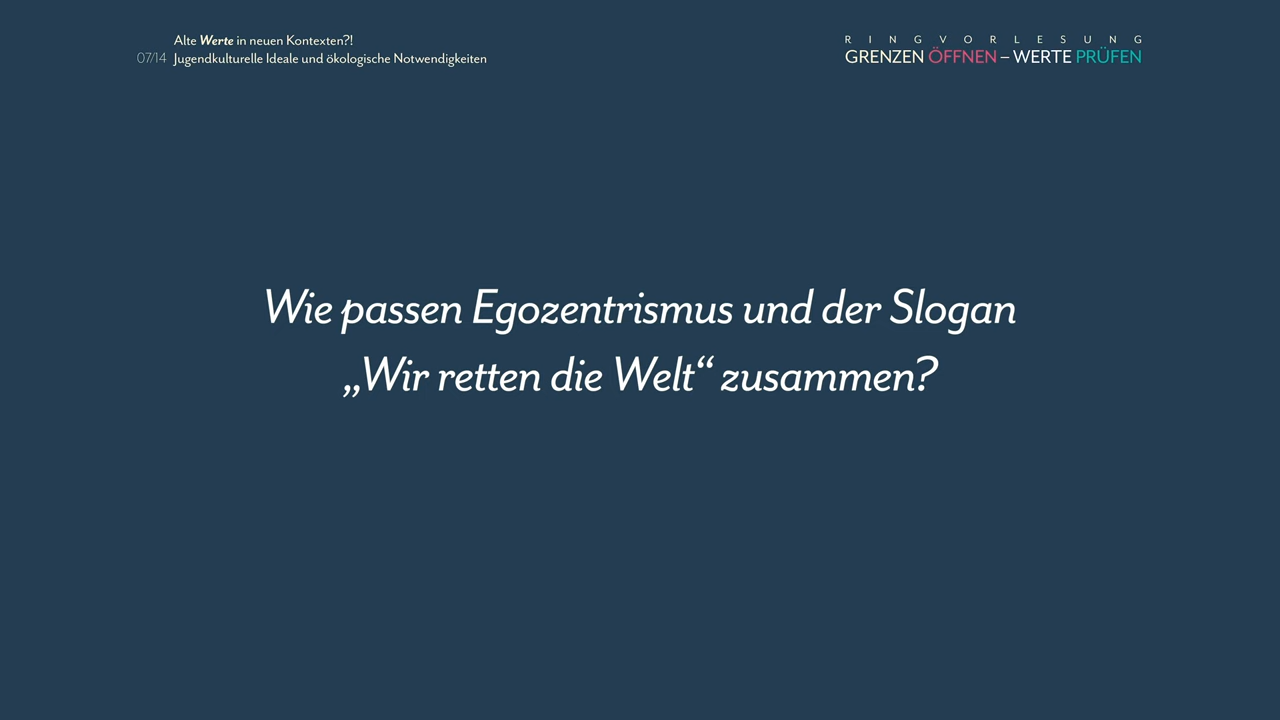 Alte Werte in neuen Kontexten?!
07/14 Jugendkulturelle Ideale und ökologische Notwendigkeiten
RINGVORLESUNG
GRENZEN ÖFFNEN – WERTE PRÜFEN
Wie passen Egozentrismus und der Slogan
„Wir retten die Welt“ zusammen?